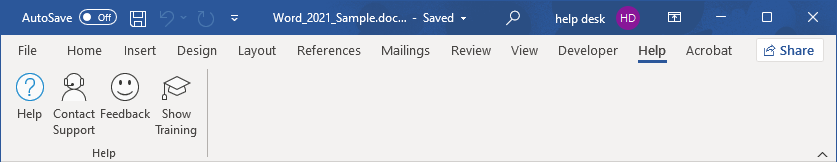 AutoSave Off Word_2021_Sample.doc... - Saved help desk HD
File Home Insert Design Layout References Mailings Review View Developer Help Acrobat Share
Help Contact Support Feedback Show Training
Help